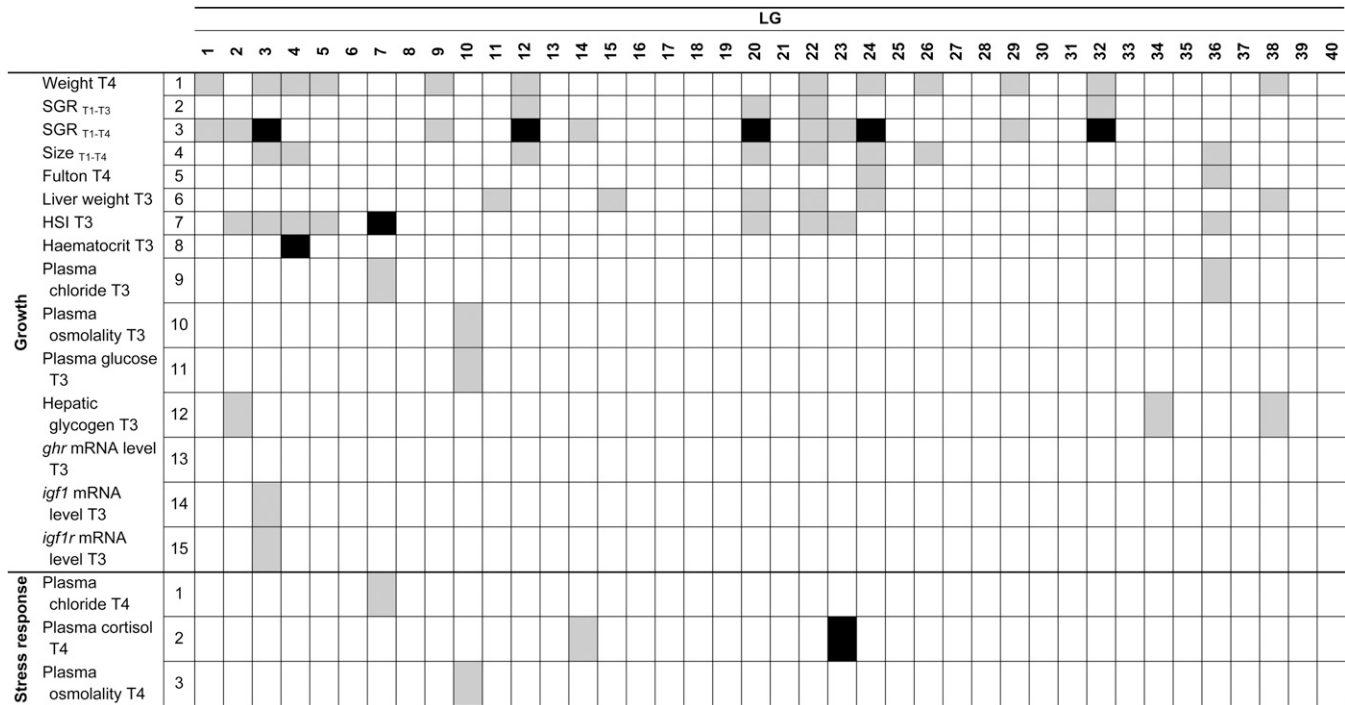 LG
1 2 3 4 5 6 7 8 9 10 11 12 13 14 15 16 17 18 19 20 21 22 23 24 25 26 27 28 29 30 31 32 33 34 35 36 37 38 39 40
Growth
Weight T4 1
SGR T1-T3 2
SGR T1-T4 3
Size T1-T4 4
Fulton T4 5
Liver weight T3 6
HSI T3 7
Haematocrit T3 8
Plasma
chloride T3 9
Plasma
osmolality T3 10
Plasma glucose
T3 11
Hepatic
glycogen T3 12
ghr mRNA level
T3 13
igf1 mRNA
level T3 14
igf1r mRNA
level T3 15
Stress response
Plasma
chloride T4 1
Plasma cortisol
T4 2
Plasma
osmolality T4 3